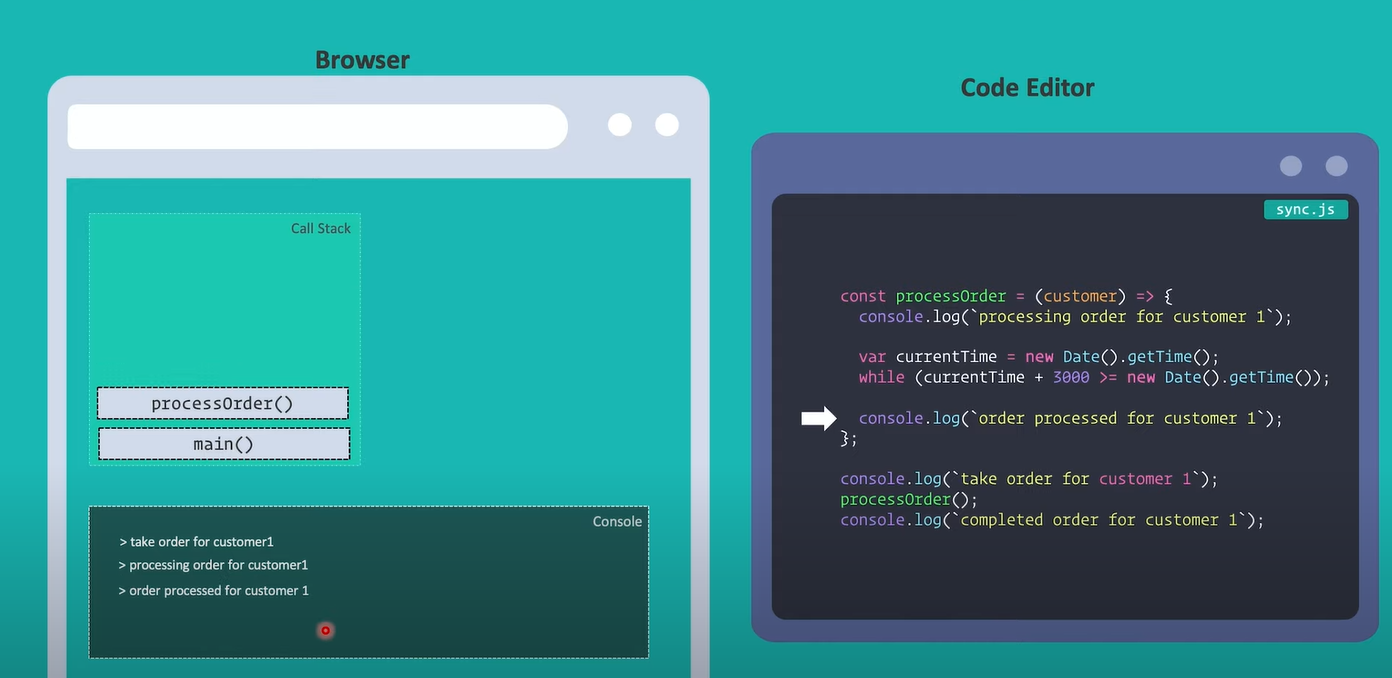 Browser
Call Stack
processOrder()
main()
Console
> take order for customer1
> processing order for customer1
> order processed for customer 1
Code Editor
sync.js
const processOrder = (customer) => {
  console.log(`processing order for customer 1`);
  var currentTime = new Date().getTime();
  while (currentTime + 3000 >= new Date().getTime());
  console.log(`order processed for customer 1`);
};
console.log(`take order for customer 1`);
processOrder();
console.log(`completed order for customer 1`);